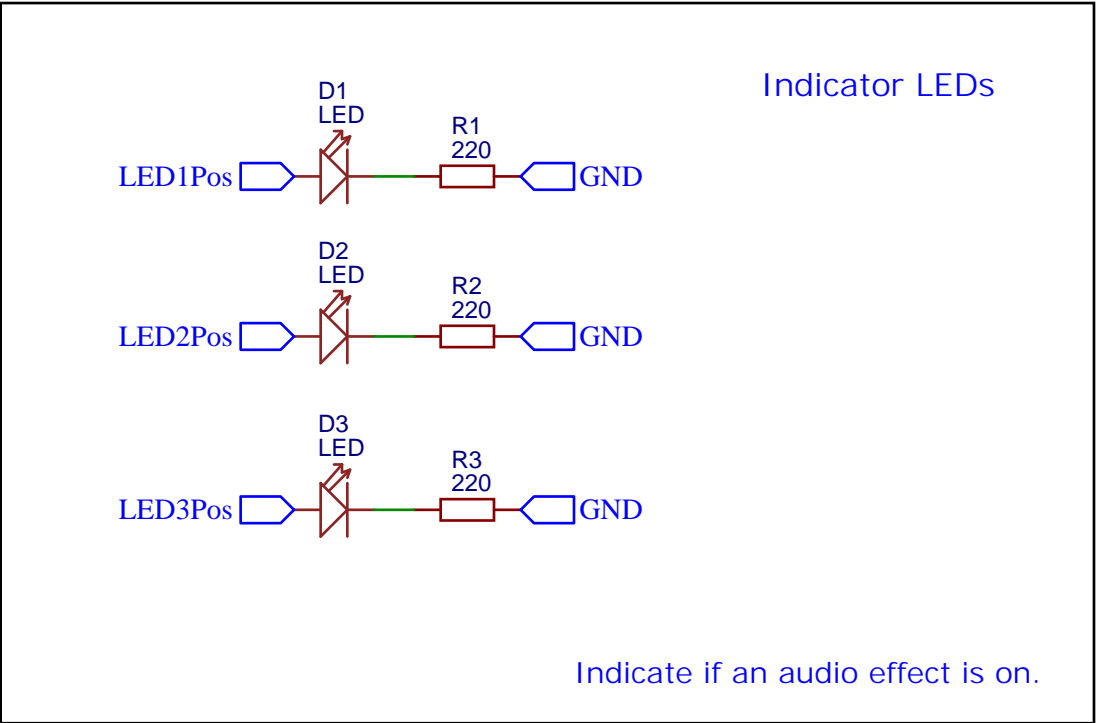 Indicator LEDs
D1
LED
R1
220
LED1Pos
GND
D2
LED
R2
220
LED2Pos
GND
D3
LED
R3
220
LED3Pos
GND
Indicate if an audio effect is on.